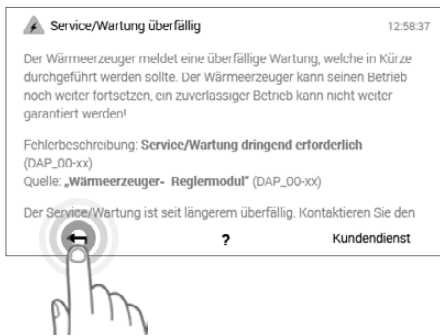 Service/Wartung überfällig 12:58:37
Der Wärmeerzeuger meldet eine überfällige Wartung, welche in Kürze
durchgeführt werden sollte. Der Wärmeerzeuger kann seinen Betrieb
noch weiter fortsetzen, ein zuverlässiger Betrieb kann nicht weiter
garantiert werden!
Fehlerbeschreibung: Service/Wartung dringend erforderlich
(DAP_00-xx)
Quelle: „Wärmeerzeuger- Reglermodul" (DAP_00-xx)
Der Service/Wartung ist seit längerem überfällig. Kontaktieren Sie den
? Kundendienst